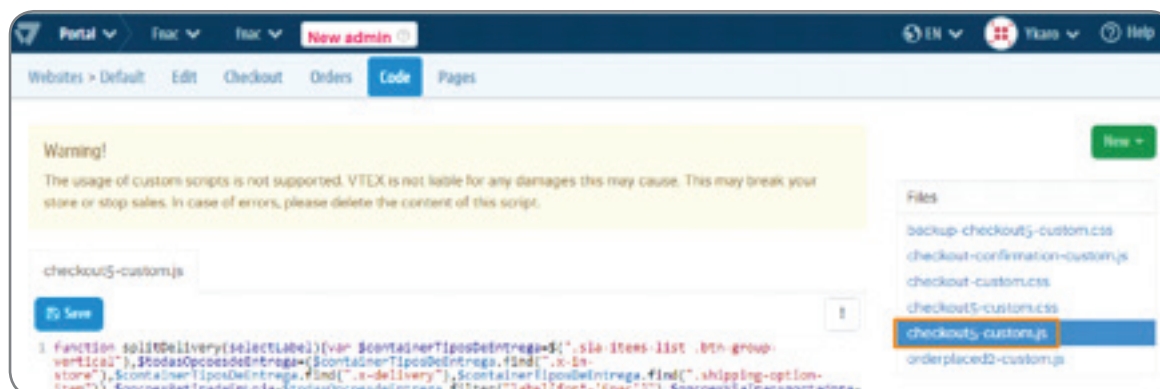 Portal Fnac fnac New admin EN Ykaro Help
Websites > Default Edit Checkout Orders Code Pages
Warning!
The usage of custom scripts is not supported. VTEX is not liable for any damages this may cause. This may break your
store or stop sales. In case of errors, please delete the content of this script.
checkout5-custom.js
Save
1 function splitDelivery(selectLabel){var $containerTiposDeEntrega=$(".sla-items-list .btn-group-
vertical"),$todasOpcoesdeEntrega=($containerTiposDeEntrega.find(".x-in-
store"),$containerTiposDeEntrega.find(".x-delivery"),$containerTiposDeEntrega.find(".shipping-option-
New
Files
backup-checkout5-custom.css
checkout-confirmation-custom.js
checkout-custom.css
checkout5-custom.css
checkout5-custom.js
orderplaced2-custom.js